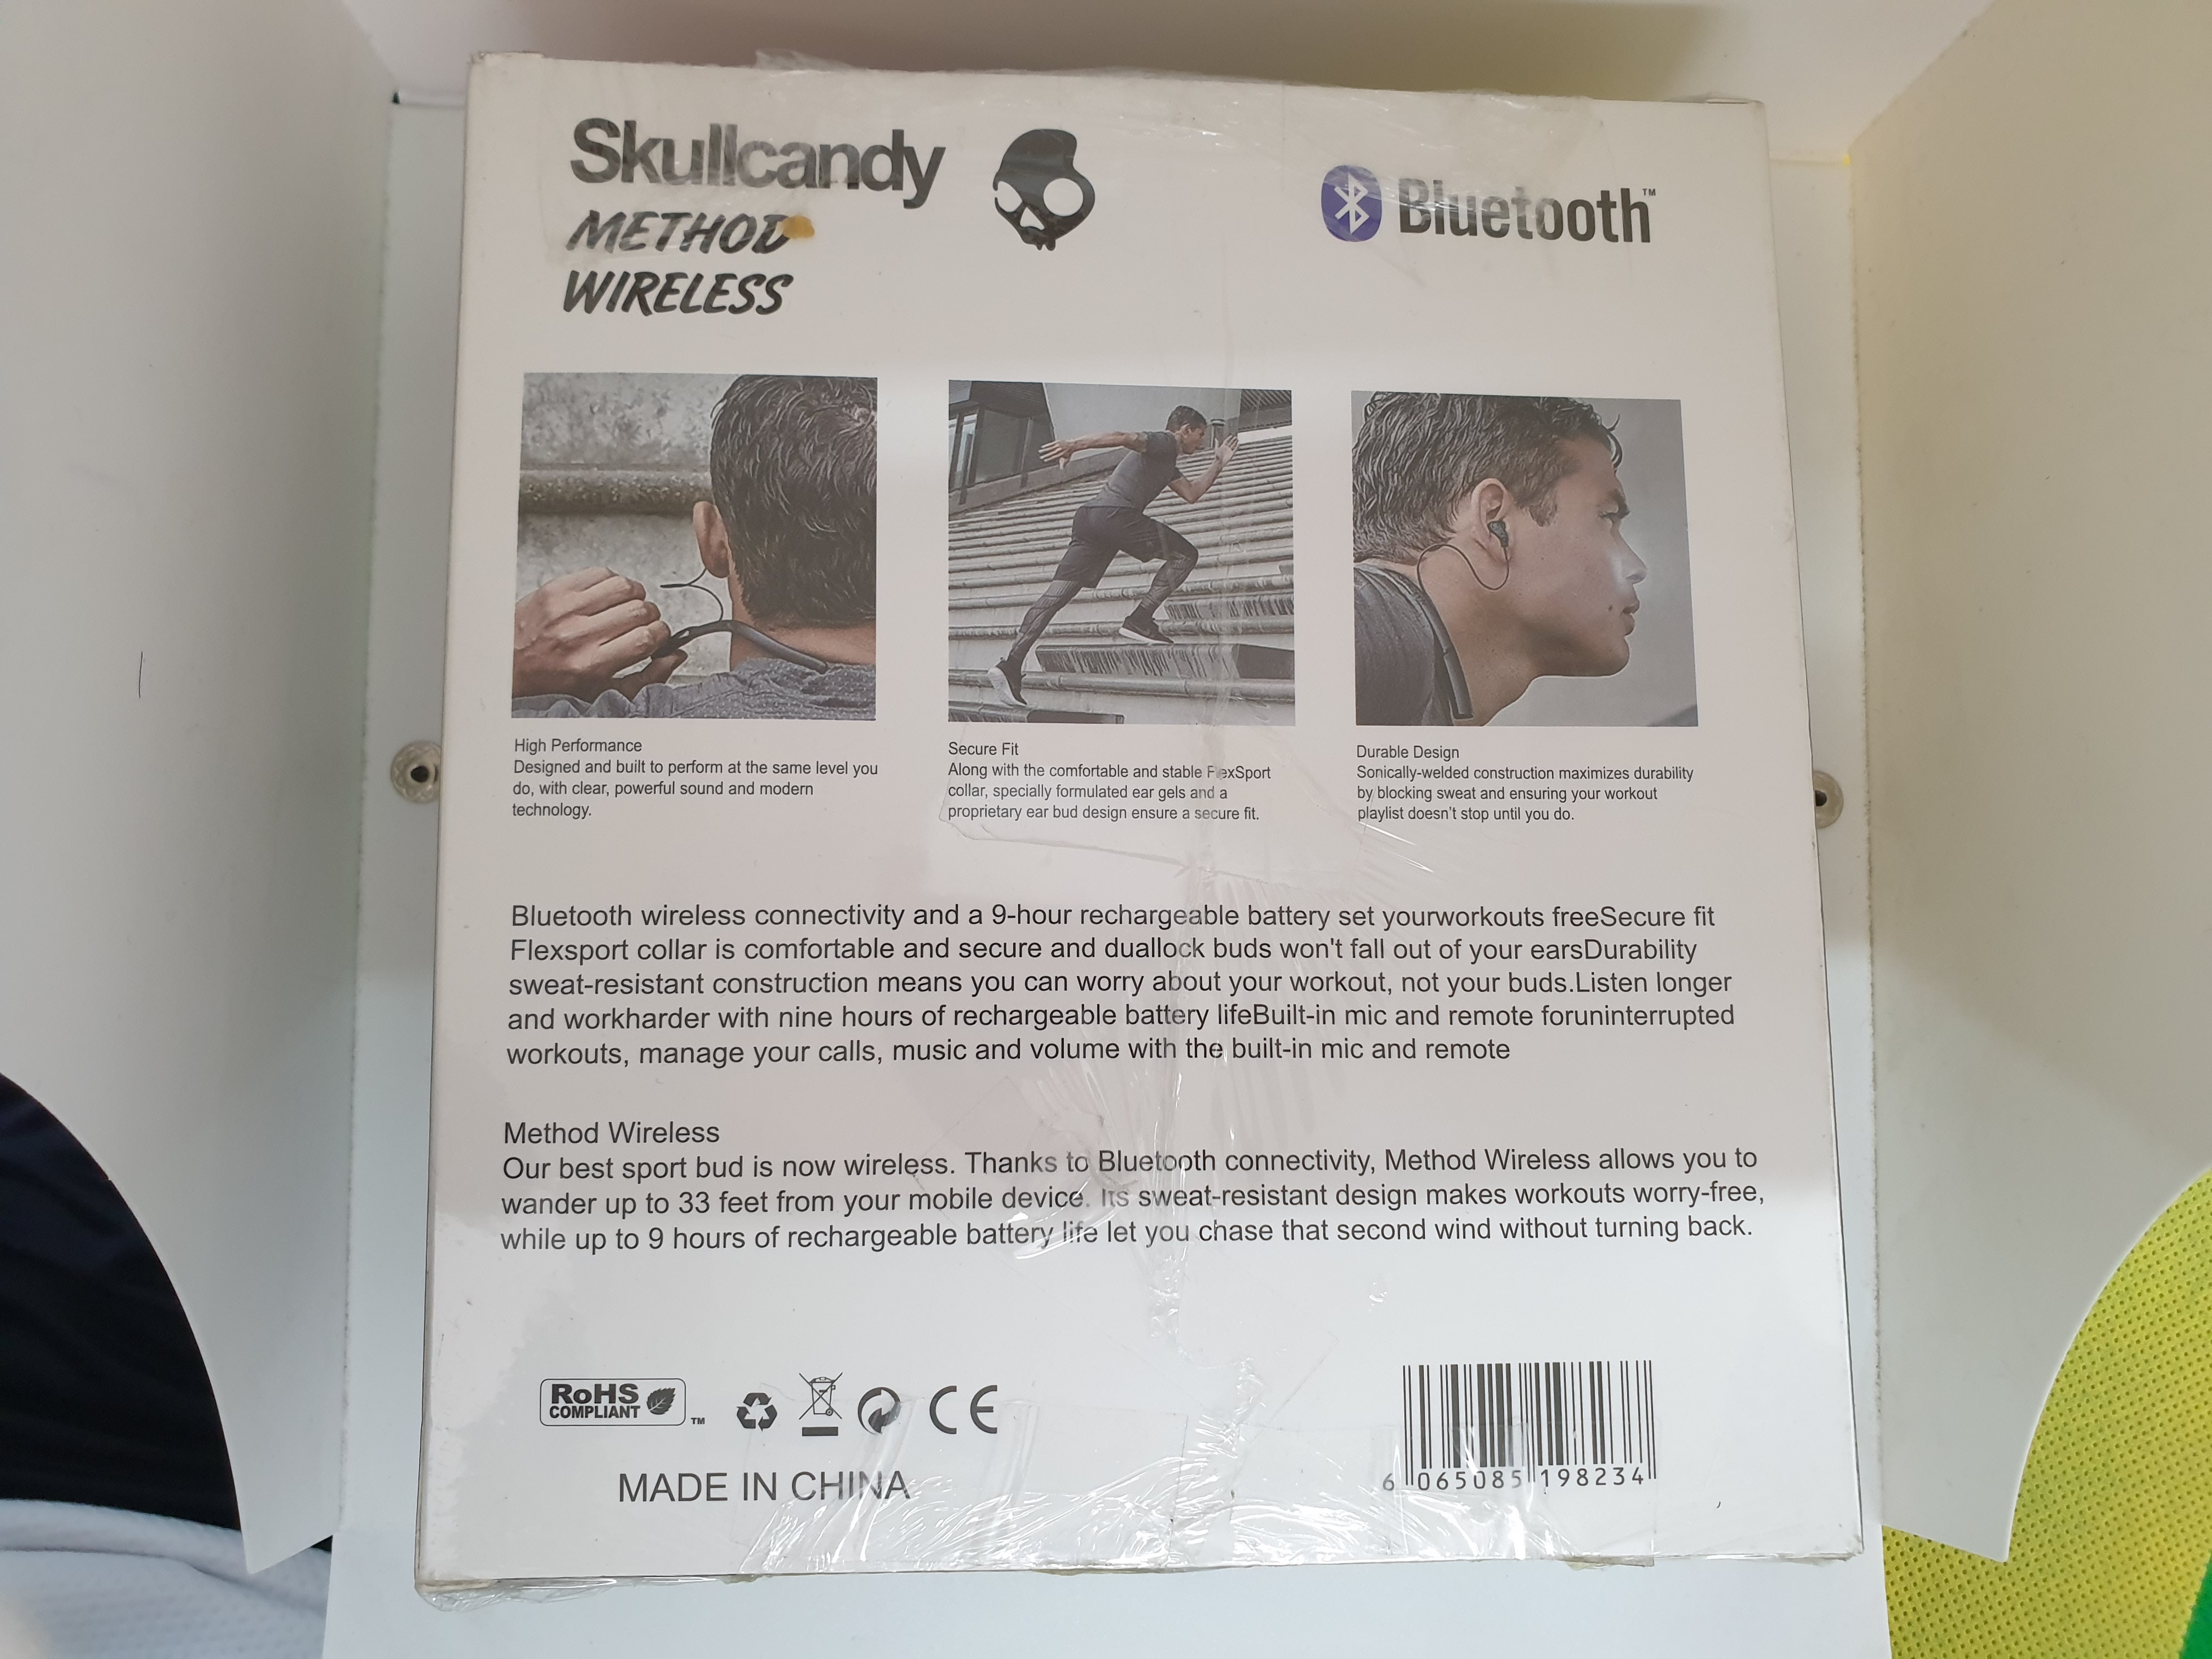 Skullcandy
METHOD
WIRELESS
Bluetooth™
High Performance
Designed and built to perform at the same level you
do, with clear, powerful sound and modern
technology.
Secure Fit
Along with the comfortable and stable FlexSport
collar, specially formulated ear gels and a
proprietary ear bud design ensure a secure fit.
Durable Design
Sonically-welded construction maximizes durability
by blocking sweat and ensuring your workout
playlist doesn't stop until you do.
Bluetooth wireless connectivity and a 9-hour rechargeable battery set yourworkouts freeSecure fit
Flexsport collar is comfortable and secure and duallock buds won't fall out of your earsDurability
sweat-resistant construction means you can worry about your workout, not your buds.Listen longer
and workharder with nine hours of rechargeable battery lifeBuilt-in mic and remote foruninterrupted
workouts, manage your calls, music and volume with the built-in mic and remote
Method Wireless
Our best sport bud is now wireless. Thanks to Bluetooth connectivity, Method Wireless allows you to
wander up to 33 feet from your mobile device. Its sweat-resistant design makes workouts worry-free,
while up to 9 hours of rechargeable battery life let you chase that second wind without turning back.
RoHS
COMPLIANT ™
CE
MADE IN CHINA
6 065085 198234